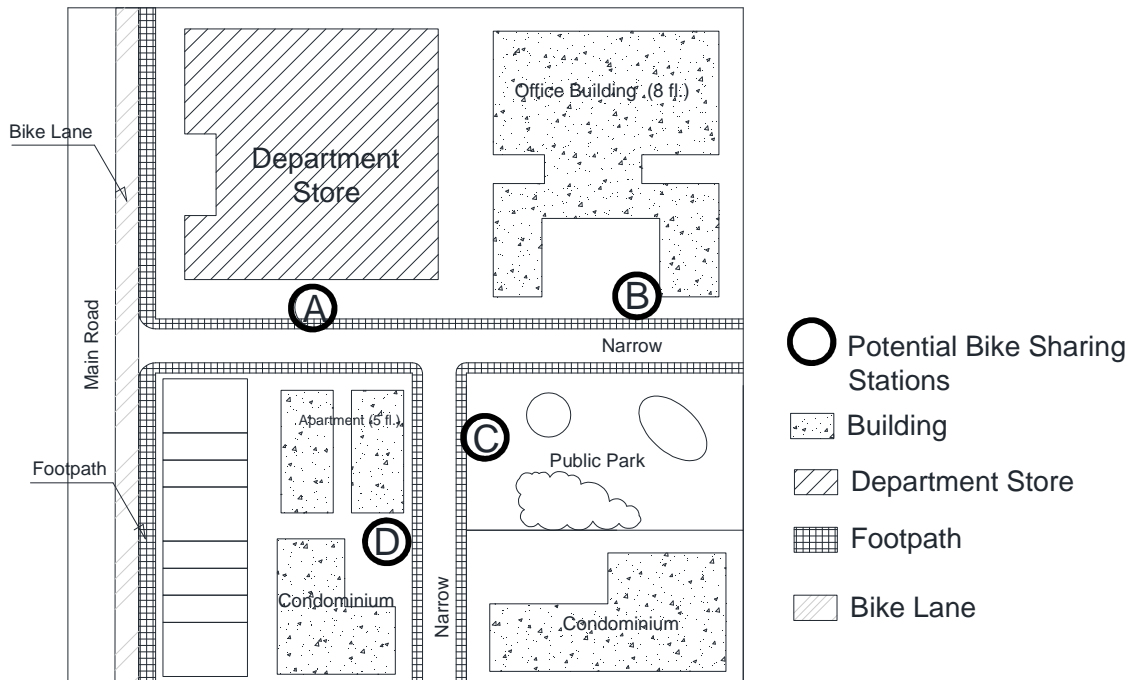 Office Building (8 fl.)
Bike Lane
Department
Store
A
B
Main Road
Narrow
Apartment (5 fl.)
C
Public Park
Footpath
D
Condominium
Narrow
Condominium
Potential Bike Sharing
Stations
Building
Department Store
Footpath
Bike Lane